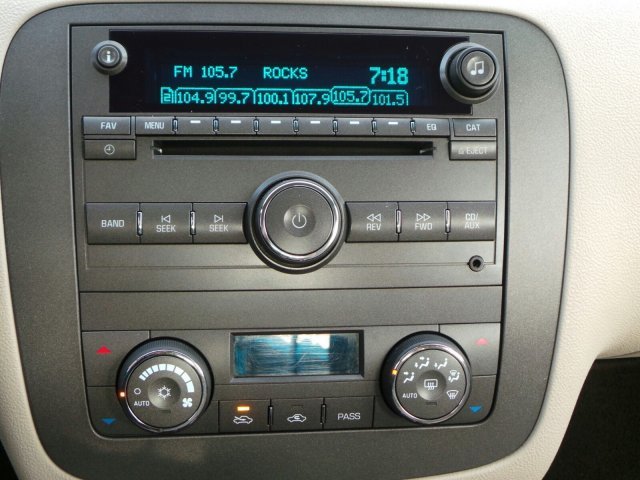 FM 105.7 ROCKS 7:18
2 104.9 99.7 100.1 107.9 105.7 101.5
FAV MENU EQ CAT
EJECT
BAND SEEK SEEK REV FWD CD/AUX
AUTO AUTO
PASS